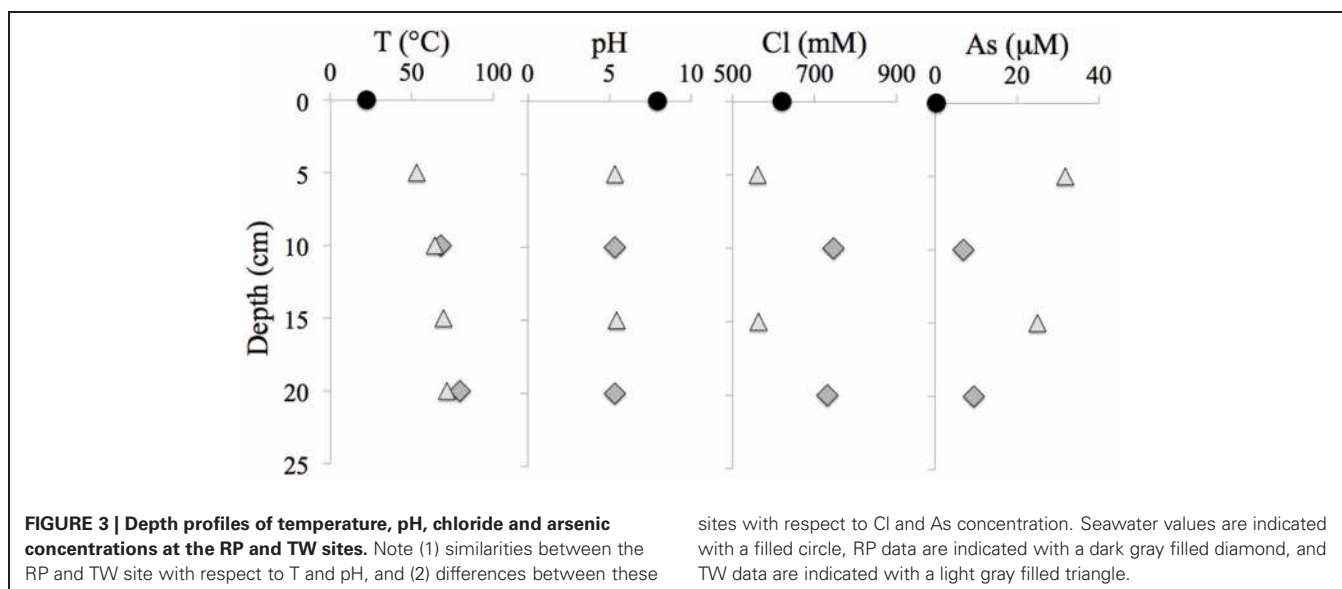 T (°C) pH Cl (mM) As (µM)
0 50 100 0 5 10 500 700 900 0 20 40
0
5
10
15
20
25
Depth (cm)
FIGURE 3 | Depth profiles of temperature, pH, chloride and arsenic
concentrations at the RP and TW sites. Note (1) similarities between the
RP and TW site with respect to T and pH, and (2) differences between these
sites with respect to Cl and As concentration. Seawater values are indicated
with a filled circle, RP data are indicated with a dark gray filled diamond, and
TW data are indicated with a light gray filled triangle.